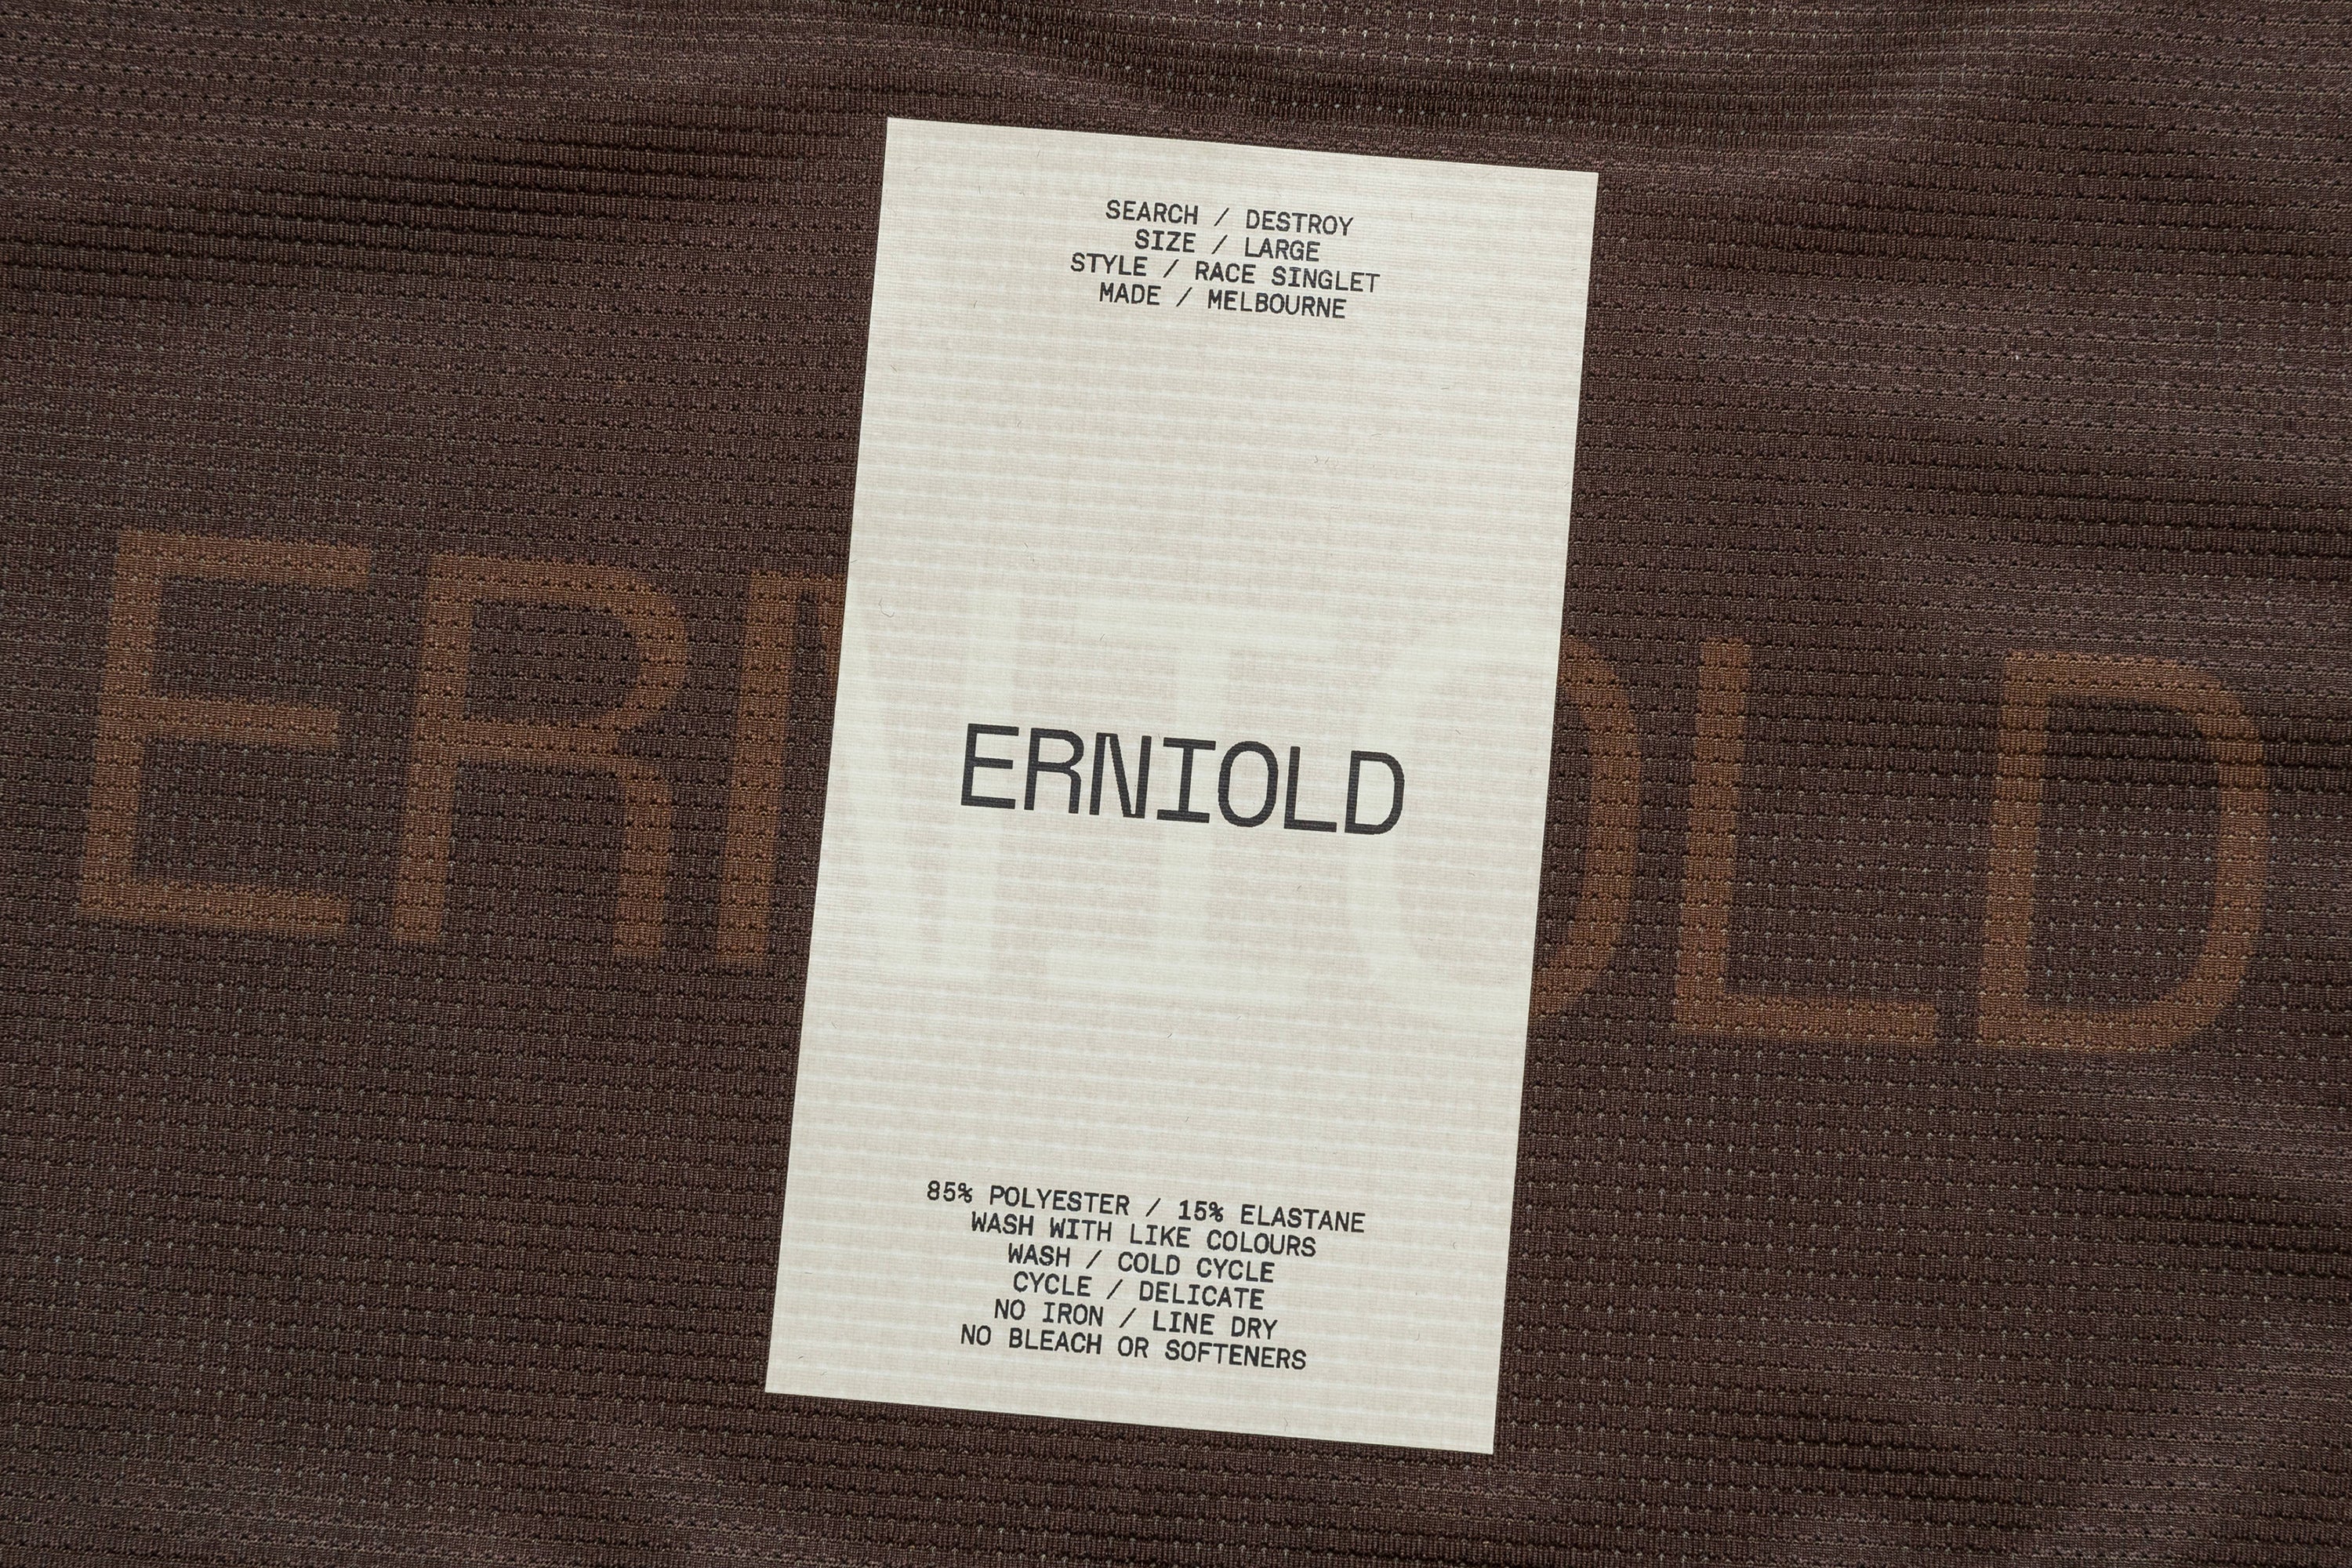 SEARCH / DESTROY
SIZE / LARGE
STYLE / RACE SINGLET
MADE / MELBOURNE
ERNIOLD
ERNIOLD
85% POLYESTER / 15% ELASTANE
WASH WITH LIKE COLOURS
WASH / COLD CYCLE
CYCLE / DELICATE
NO IRON / LINE DRY
NO BLEACH OR SOFTENERS